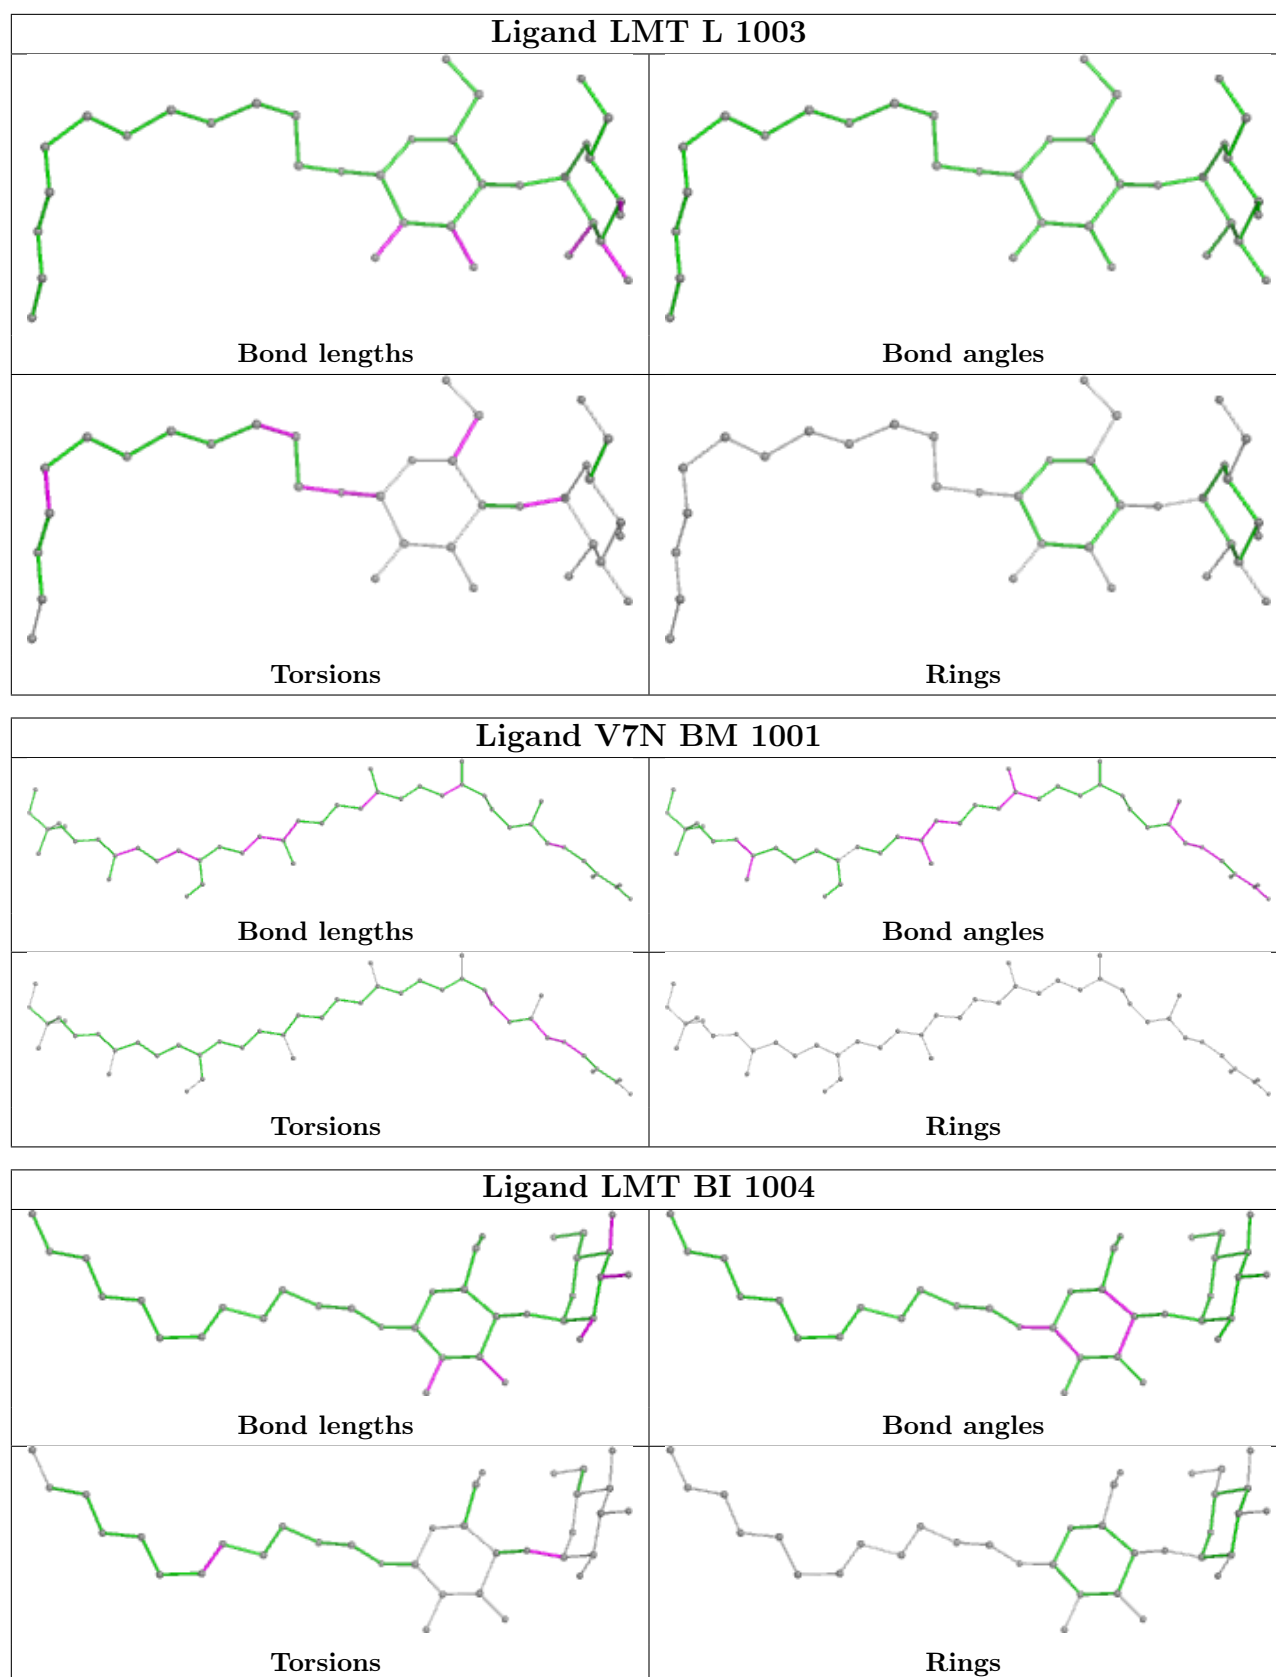 Ligand LMT L 1003
Bond lengths
Bond angles
Torsions
Rings
Ligand V7N BM 1001
Bond lengths
Bond angles
Torsions
Rings
Ligand LMT BI 1004
Bond lengths
Bond angles
Torsions
Rings